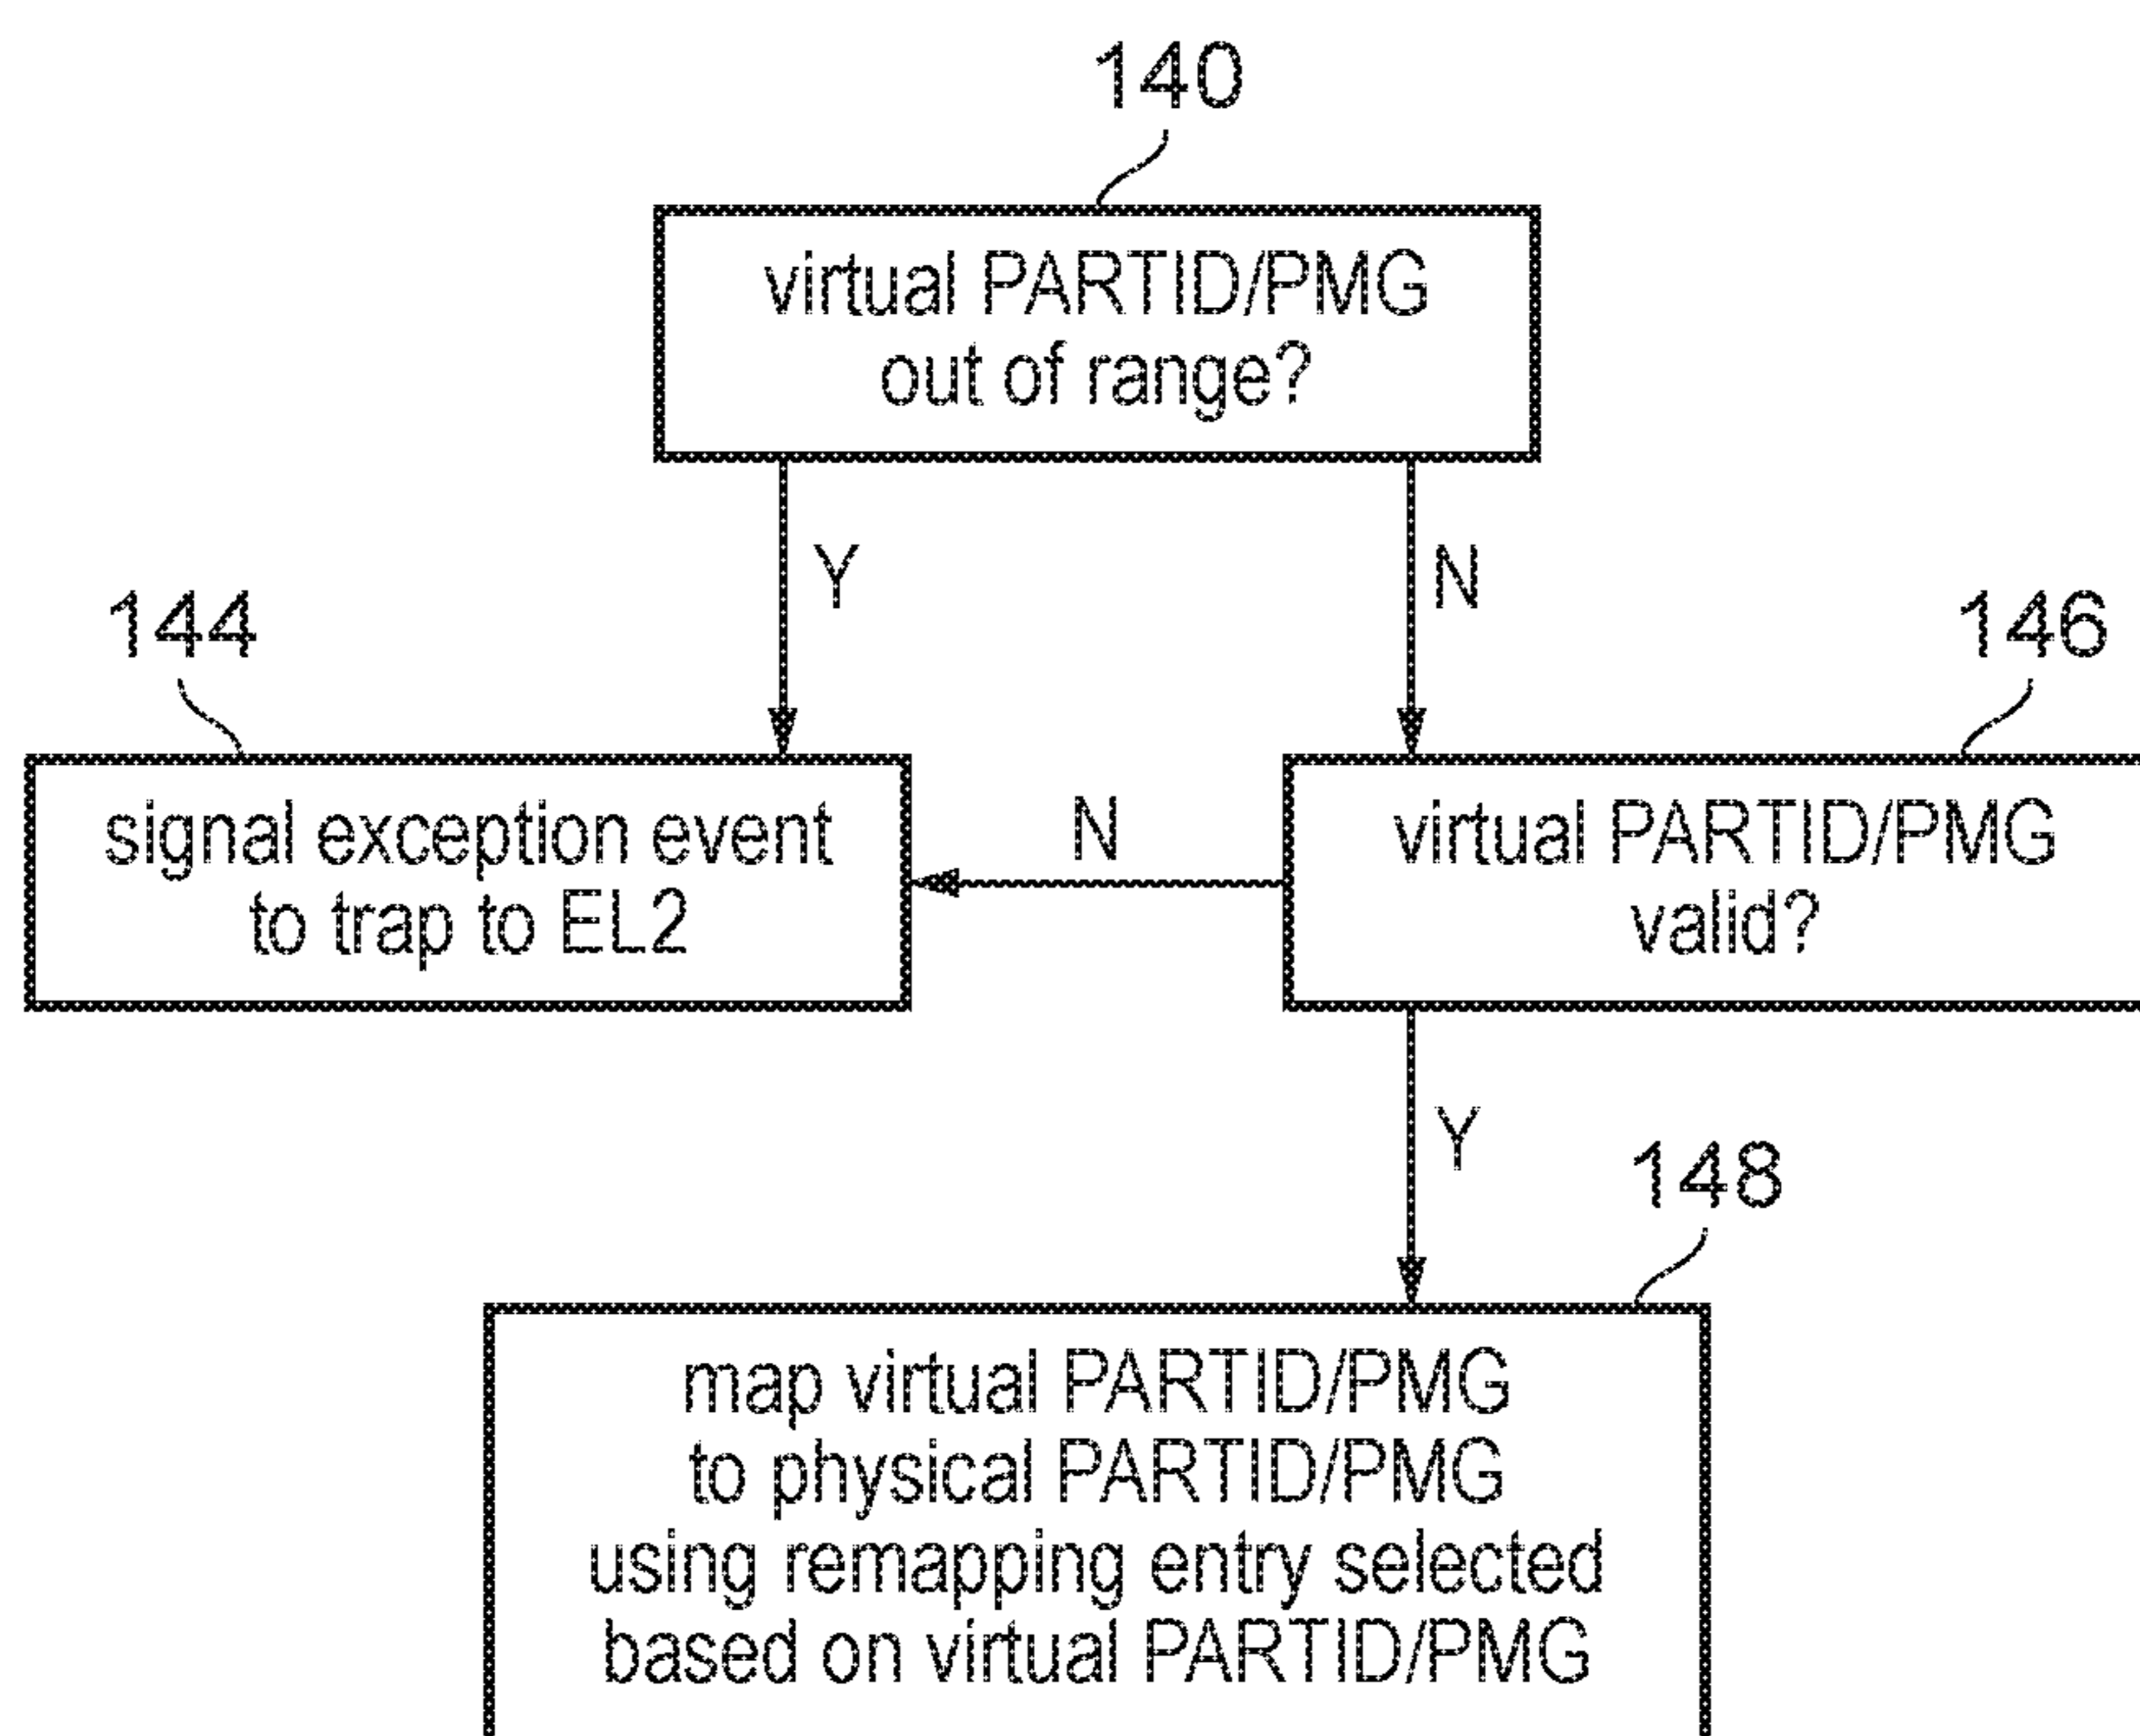 140
virtual PARTID/PMG
out of range?
Y
N
144
146
signal exception event
to trap to EL2
N
virtual PARTID/PMG
valid?
Y
148
map virtual PARTID/PMG
to physical PARTID/PMG
using remapping entry selected
based on virtual PARTID/PMG